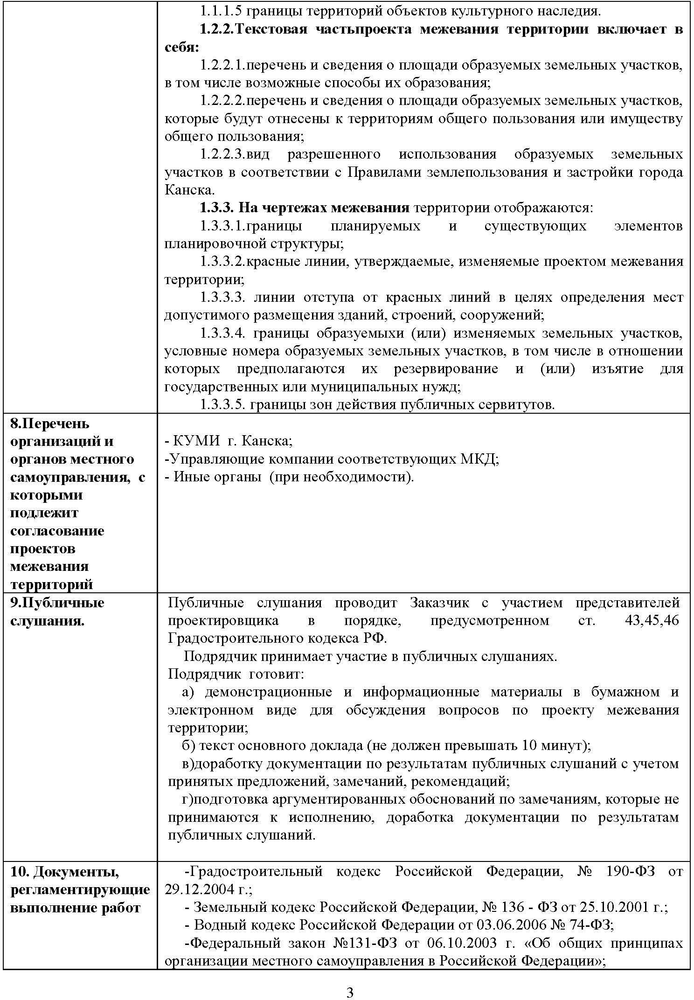 1.1.1.5 границы территорий объектов культурного наследия.
1.2.2.Текстовая частьпроекта межевания территории включает в
себя:
1.2.2.1.перечень и сведения о площади образуемых земельных участков,
в том числе возможные способы их образования;
1.2.2.2.перечень и сведения о площади образуемых земельных участков,
которые будут отнесены к территориям общего пользования или имуществу
общего пользования;
1.2.2.3.вид разрешенного использования образуемых земельных
участков в соответствии с Правилами землепользования и застройки города
Канска.
1.3.3. На чертежах межевания территории отображаются:
1.3.3.1.границы планируемых и существующих элементов
планировочной структуры;
1.3.3.2.красные линии, утверждаемые, изменяемые проектом межевания
территории;
1.3.3.3. линии отступа от красных линий в целях определения мест
допустимого размещения зданий, строений, сооружений;
1.3.3.4. границы образуемыхи (или) изменяемых земельных участков,
условные номера образуемых земельных участков, в том числе в отношении
которых предполагаются их резервирование и (или) изъятие для
государственных или муниципальных нужд;
1.3.3.5. границы зон действия публичных сервитутов.
8.Перечень
организаций и
органов местного
самоуправления, с
которыми
подлежит
согласование
проектов
межевания
территорий
- КУМИ г. Канска;
-Управляющие компании соответствующих МКД;
- Иные органы (при необходимости).
9.Публичные
слушания.
Публичные слушания проводит Заказчик с участием представителей
проектировщика в порядке, предусмотренном ст. 43,45,46
Градостроительного кодекса РФ.
Подрядчик принимает участие в публичных слушаниях.
Подрядчик готовит:
а) демонстрационные и информационные материалы в бумажном и
электронном виде для обсуждения вопросов по проекту межевания
территории;
б) текст основного доклада (не должен превышать 10 минут);
в)доработку документации по результатам публичных слушаний с учетом
принятых предложений, замечаний, рекомендаций;
г)подготовка аргументированных обоснований по замечаниям, которые не
принимаются к исполнению, доработка документации по результатам
публичных слушаний.
10. Документы,
регламентирующие
выполнение работ
-Градостроительный кодекс Российской Федерации, № 190-ФЗ от
29.12.2004 г.;
- Земельный кодекс Российской Федерации, № 136 - ФЗ от 25.10.2001 г.;
- Водный кодекс Российской Федерации от 03.06.2006 № 74-ФЗ;
-Федеральный закон №131-ФЗ от 06.10.2003 г. «Об общих принципах
организации местного самоуправления в Российской Федерации»;
3